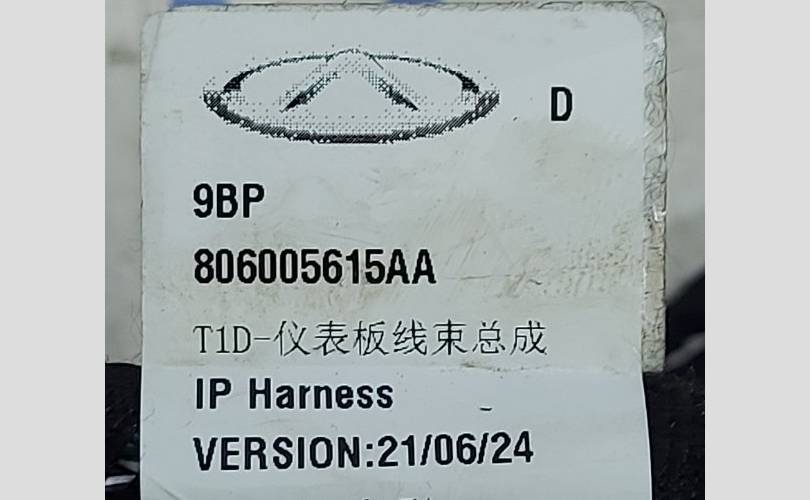 D
9BP
806005615AA
T1D-仪表板线束总成
IP Harness
VERSION:21/06/24